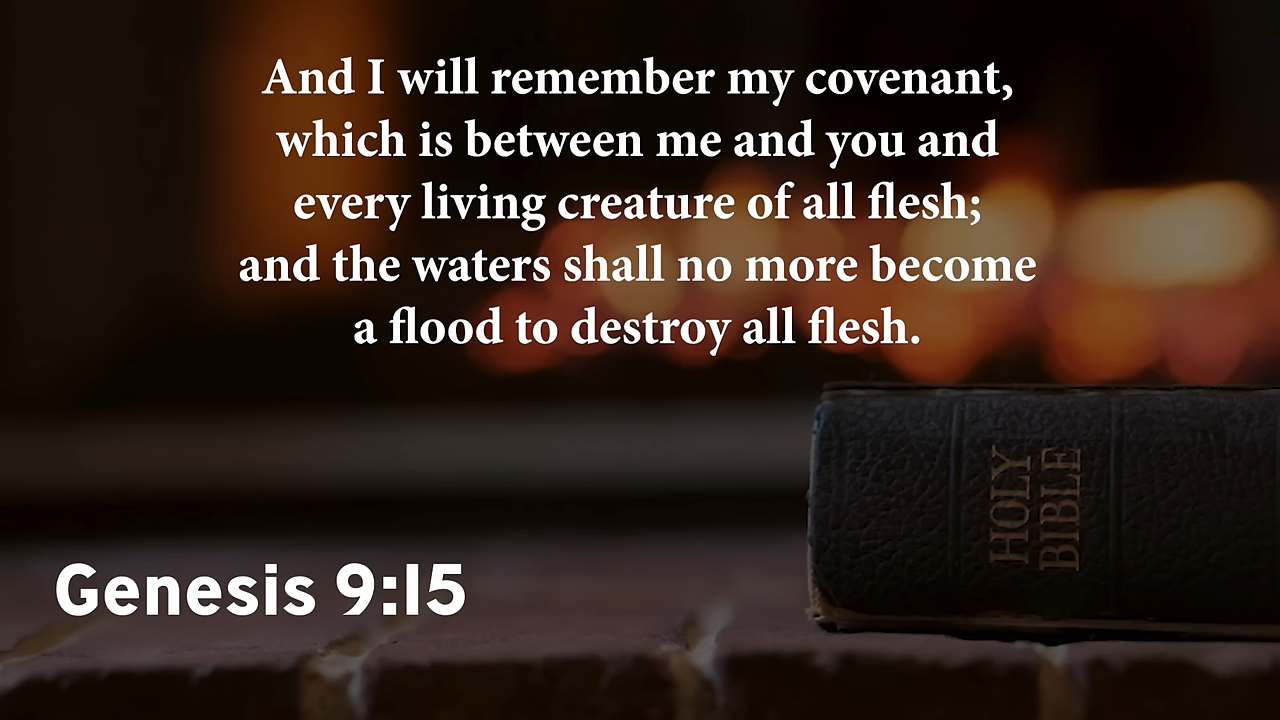 And I will remember my covenant,
which is between me and you and
every living creature of all flesh;
and the waters shall no more become
a flood to destroy all flesh.
HOLY
BIBLE
Genesis 9:15